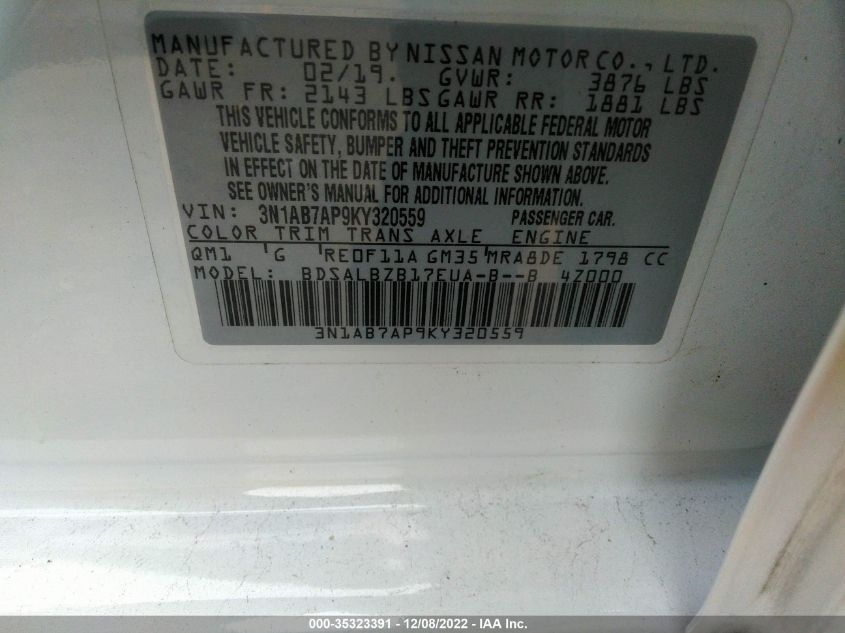 MANUFACTURED BY NISSAN MOTOR CO., LTD.
DATE: 02/19. GVWR: 3876 LBS
GAWR FR: 2143 LBS GAWR RR: 1881 LBS
THIS VEHICLE CONFORMS TO ALL APPLICABLE FEDERAL MOTOR
VEHICLE SAFETY, BUMPER AND THEFT PREVENTION STANDARDS
IN EFFECT ON THE DATE OF MANUFACTURE SHOWN ABOVE.
SEE OWNER'S MANUAL FOR ADDITIONAL INFORMATION.
VIN: 3N1AB7AP9KY320559 PASSENGER CAR.
COLOR TRIM TRANS AXLE ENGINE
QM1 'G 'RE0F11A GM35'MRA8DE 1798 CC
MODEL: BDSALBZB17EUA-B--B 4Z000
3N1AB7AP9KY320559
000-35323391 - 12/08/2022 - IAA Inc.